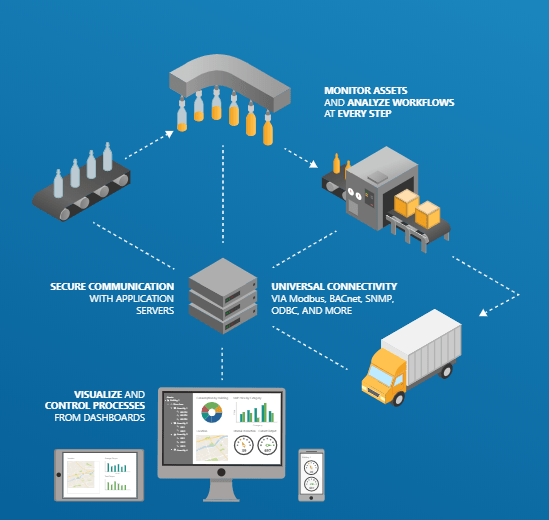 MONITOR ASSETS
AND ANALYZE WORKFLOWS
AT EVERY STEP
SECURE COMMUNICATION
WITH APPLICATION
SERVERS
UNIVERSAL CONNECTIVITY
VIA Modbus, BACnet, SNMP,
ODBC, AND MORE
VISUALIZE AND
CONTROL PROCESSES
FROM DASHBOARDS